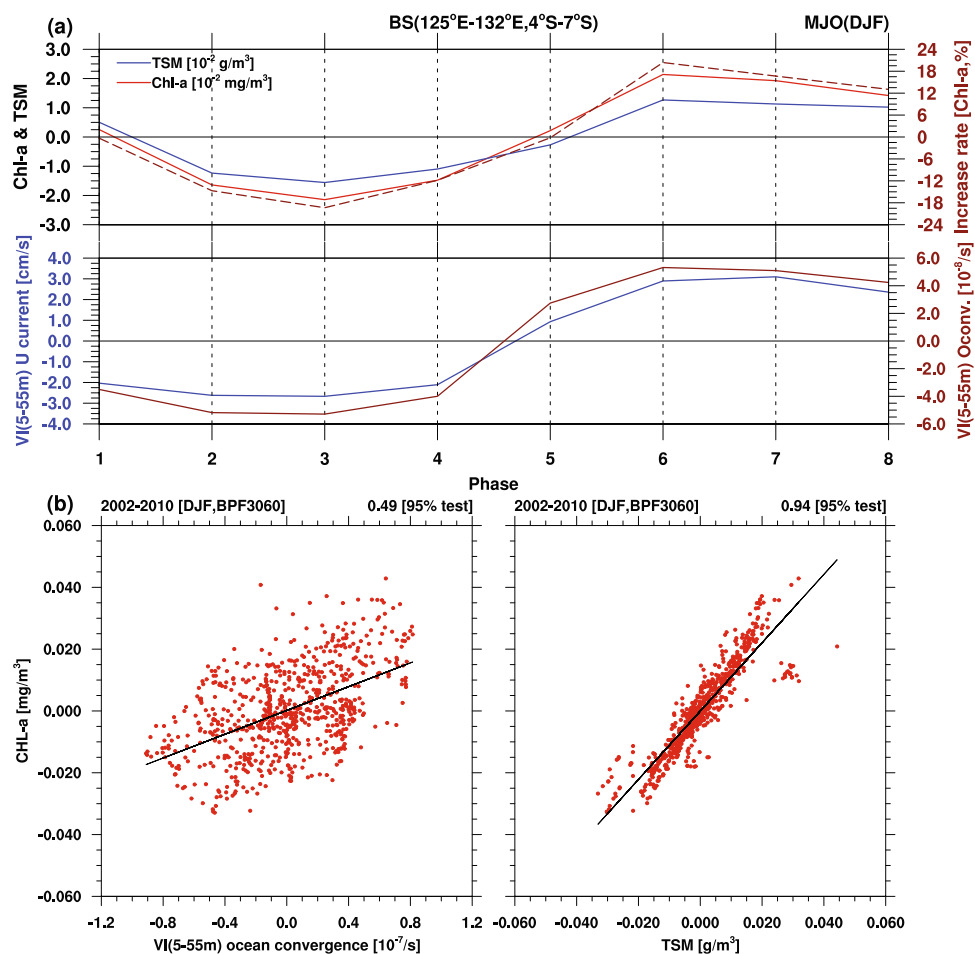 (a) BS(125°E-132°E,4°S-7°S) MJO(DJF)
TSM [10-2 g/m3]
Chl-a [10-2 mg/m3]
Chl-a & TSM
3.0
2.0
1.0
0.0
-1.0
-2.0
-3.0
Increase rate [Chl-a,%]
24
18
12
6
0
-6
-12
-18
-24
VI(5-55m) U current [cm/s]
4.0
3.0
2.0
1.0
0.0
-1.0
-2.0
-3.0
-4.0
VI(5-55m) Oconv. [10-8/s]
6.0
4.0
2.0
0.0
-2.0
-4.0
-6.0
1 2 3 4 5 6 7 8
Phase
(b)
2002-2010 [DJF,BPF3060] 0.49 [95% test]
CHL-a [mg/m3]
0.060
0.040
0.020
0.000
-0.020
-0.040
-0.060
-1.2 -0.8 -0.4 0.0 0.4 0.8 1.2
VI(5-55m) ocean convergence [10-7/s]
2002-2010 [DJF,BPF3060] 0.94 [95% test]
-0.060 -0.040 -0.020 0.000 0.020 0.040 0.060
TSM [g/m3]